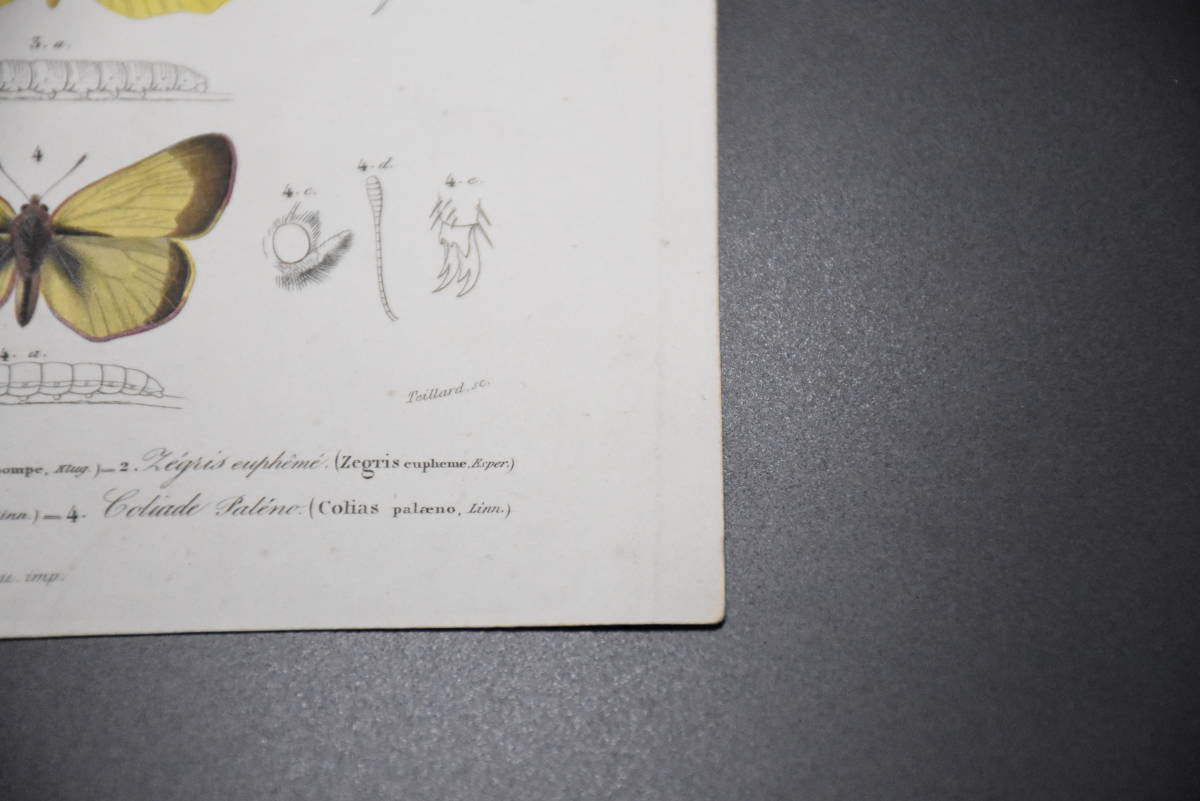 3. a.
4
4. c. 4. d. 4. e.
4. a.
Teillard. sc.
ompe, Klug.) — 2. Zégris euphêmé. (Zegris eupheme. Esper.)
inn.) — 4. Coliade Paléno. (Colias palæno, Linn.)
imp.